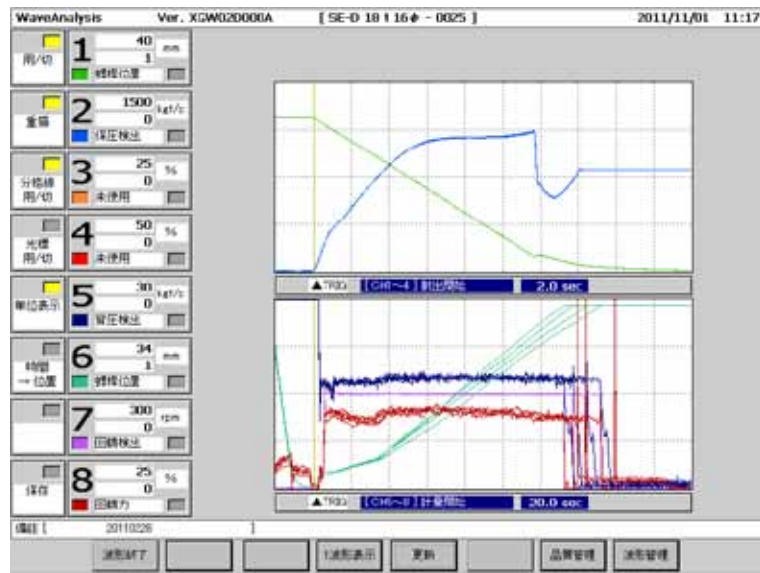 WaveAnalysis Ver. XGW02D000A [ SE-D 18 t 16ϕ - 0025 ] 2011/11/01 11:17
開/切
1 40 mm
1
螺桿位置
重描
2 1500 kgf/c
0
保圧検出
分格線
開/切
3 25 %
0
未使用
光標
開/切
4 50 %
0
未使用
單位表示
5 30 kgf/c
0
背圧検出
時間
→ 位置
6 34 mm
1
螺桿位置
7 300 rpm
0
回轉検出
保存
8 25 %
0
回轉力
▲TRIG [CH1~4] 射出開始 2.0 sec
▲TRIG [CH5~8] 計量開始 20.0 sec
備註 [ 20110226 ]
波形終了 1波形表示 更新 品質管理 波形管理